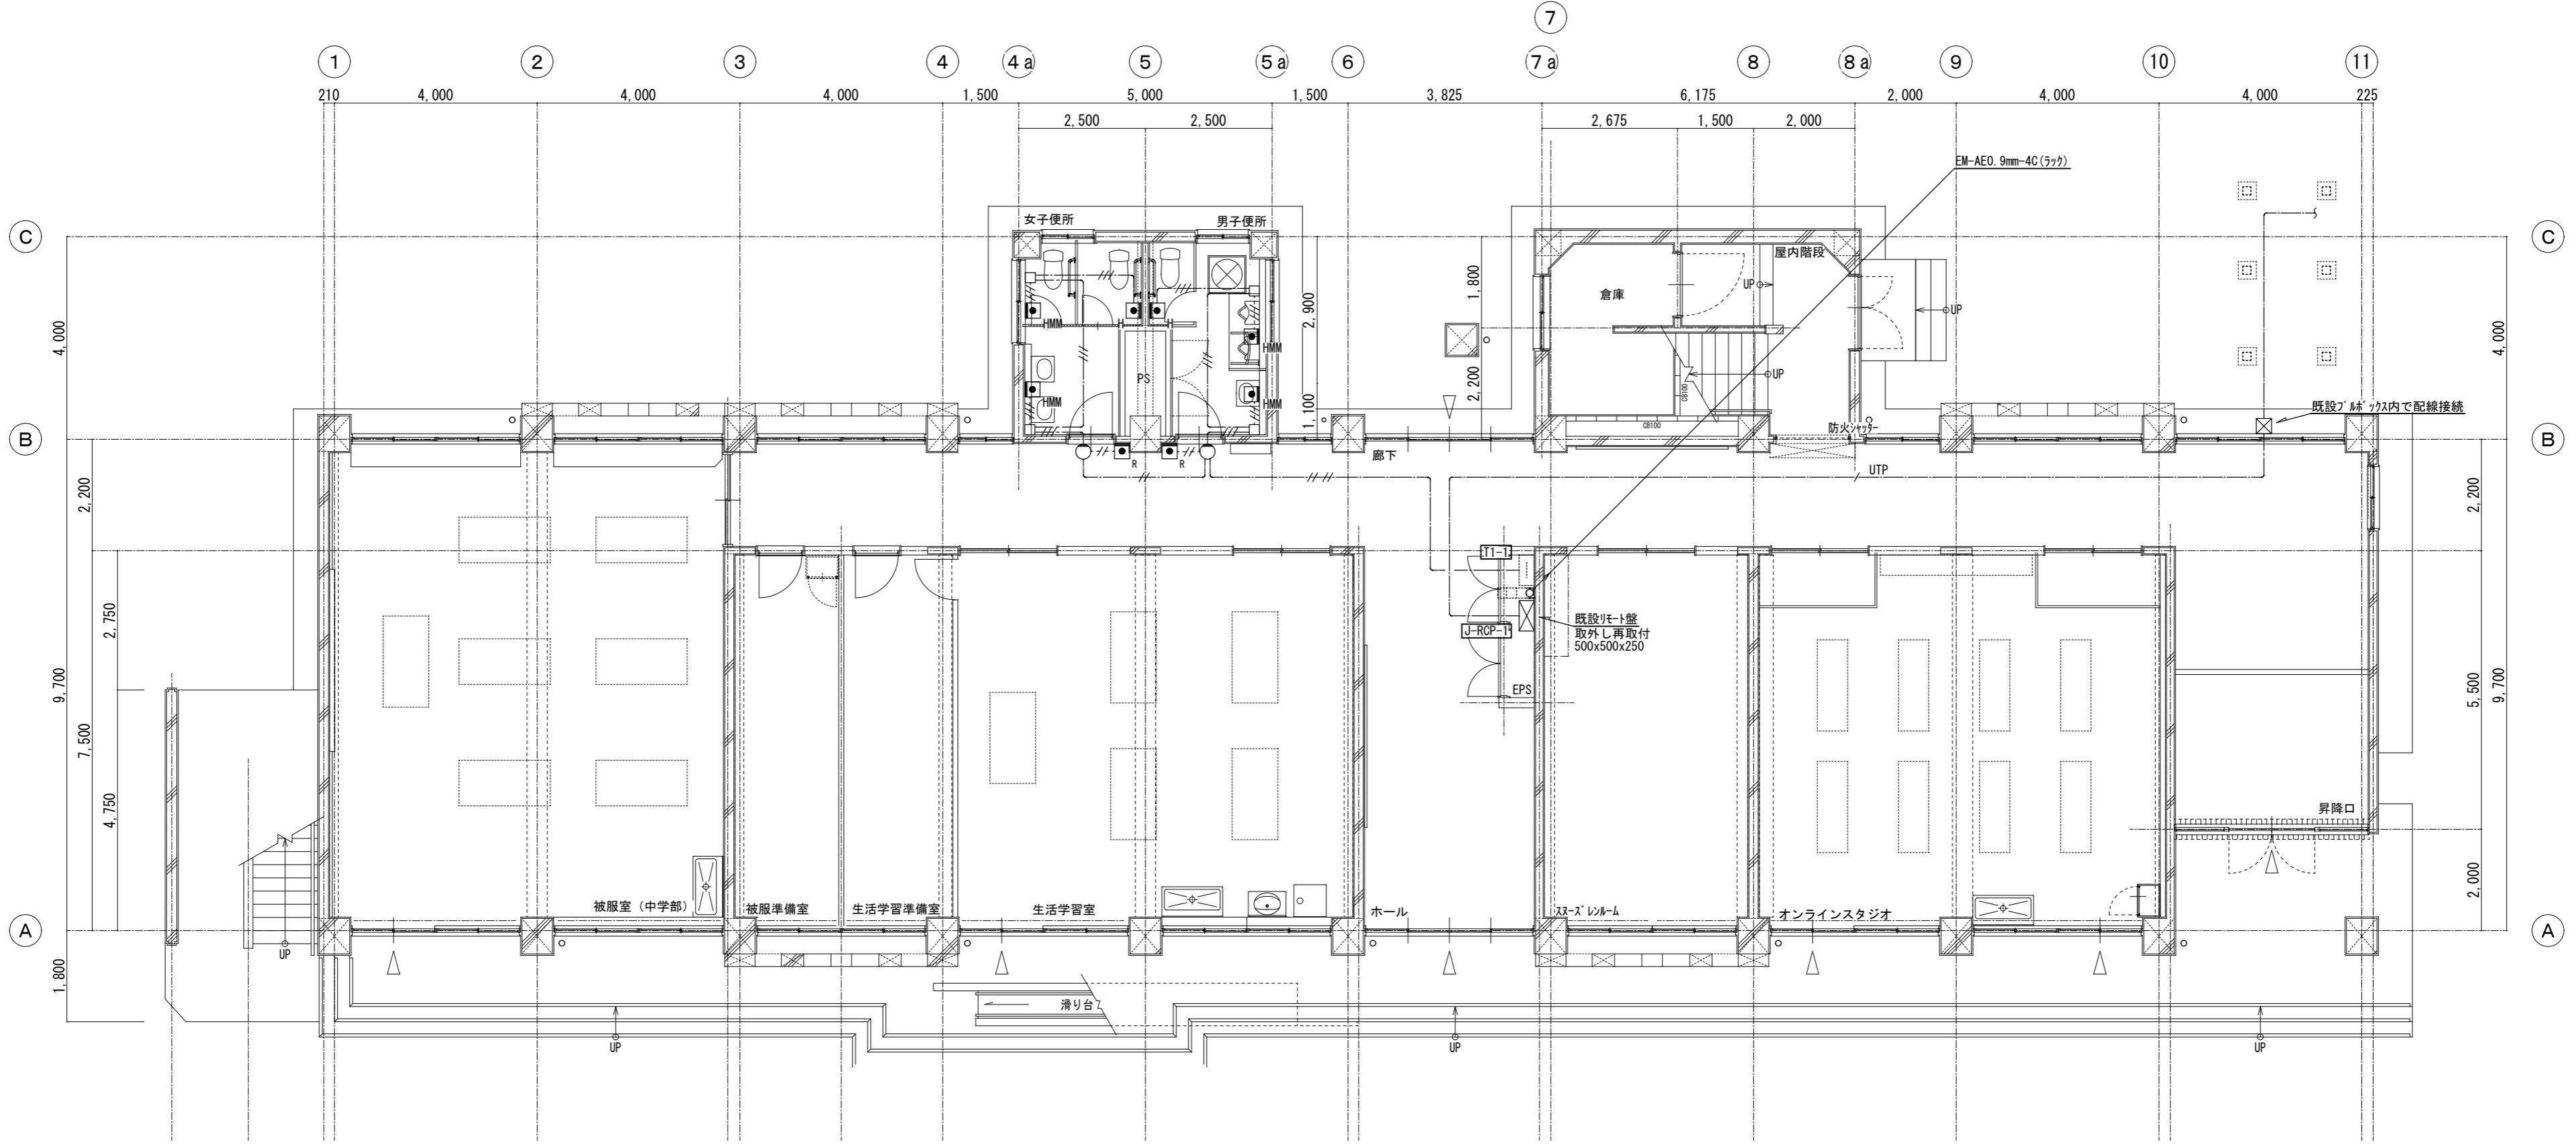 7
1
2
3
4
4a
5
5a
6
7a
8
8a
9
10
11
210
4,000
4,000
4,000
1,500
5,000
1,500
3,825
6,175
2,000
4,000
4,000
225
2,500
2,500
2,675
1,500
2,000
EM-AE0.9mm-4C(ラック)
C
C
女子便所
男子便所
屋内階段
倉庫
UP
UP
UP
1,800
2,900
4,000
4,000
HMM
H
H
HMM
HMM
HMM
PS
2,200
1,100
CB100
CB100
既設プルボックス内で配線接続
防火シャッター
B
B
廊下
R
R
UTP
2,200
2,200
T1-1
2,750
既設リモート盤
取外し再取付
500x500x250
J-RCP-1
EPS
9,700
7,500
5,500
9,700
4,750
昇降口
2,000
被服室（中学部）
被服準備室
生活学習準備室
生活学習室
ホール
スヌーズレンルーム
オンラインスタジオ
A
A
UP
1,800
滑り台
UP
UP
UP